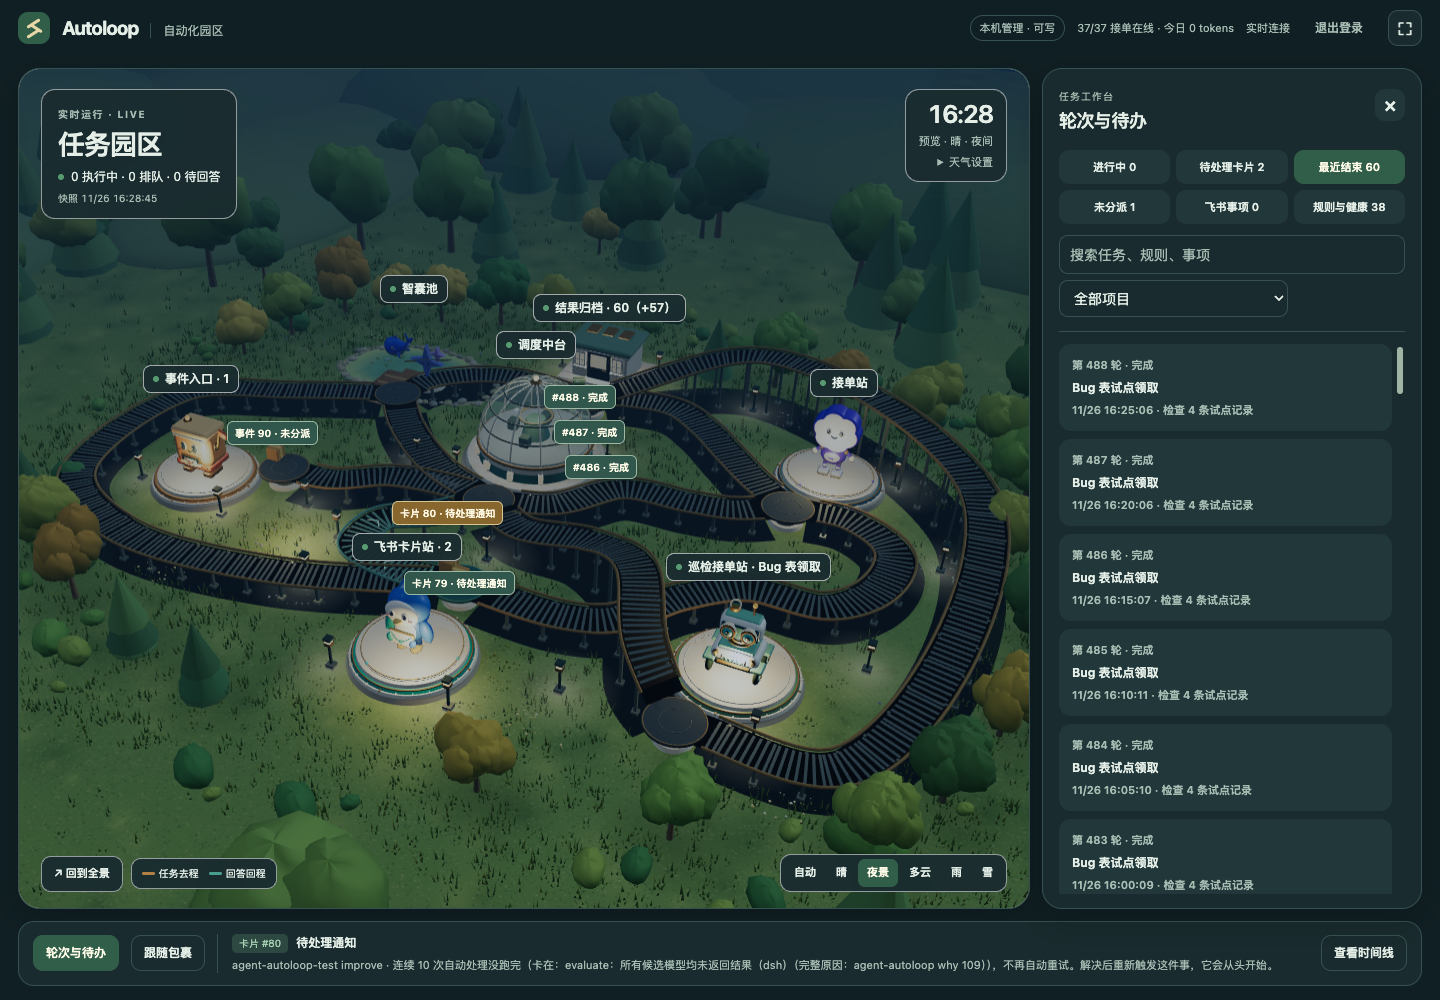 Autoloop
自动化园区
本机管理 · 可写
37/37 接单在线 · 今日 0 tokens
实时连接
退出登录
实时运行 · LIVE
任务园区
0 执行中 · 0 排队 · 0 待回答
快照 11/26 16:28:45
16:28
预览 · 晴 · 夜间
▶ 天气设置
智囊池
结果归档 · 60（+57）
调度中台
事件入口 · 1
接单站
#488 · 完成
事件 90 · 未分派
#487 · 完成
#486 · 完成
卡片 80 · 待处理通知
飞书卡片站 · 2
巡检接单站 · Bug 表领取
卡片 79 · 待处理通知
↗ 回到全景
任务去程
回答回程
自动
晴
夜景
多云
雨
雪
任务工作台
轮次与待办
×
进行中 0
待处理卡片 2
最近结束 60
未分派 1
飞书事项 0
规则与健康 38
搜索任务、规则、事项
全部项目
第 488 轮 · 完成
Bug 表试点领取
11/26 16:25:06 · 检查 4 条试点记录
第 487 轮 · 完成
Bug 表试点领取
11/26 16:20:06 · 检查 4 条试点记录
第 486 轮 · 完成
Bug 表试点领取
11/26 16:15:07 · 检查 4 条试点记录
第 485 轮 · 完成
Bug 表试点领取
11/26 16:10:11 · 检查 4 条试点记录
第 484 轮 · 完成
Bug 表试点领取
11/26 16:05:10 · 检查 4 条试点记录
第 483 轮 · 完成
Bug 表试点领取
11/26 16:00:09 · 检查 4 条试点记录
轮次与待办
跟随包裹
卡片 #80
待处理通知
agent-autoloop-test improve · 连续 10 次自动处理没跑完（卡在：evaluate：所有候选模型均未返回结果（dsh）（完整原因：agent-autoloop why 109）），不再自动重试。解决后重新触发这件事，它会从头开始。
查看时间线